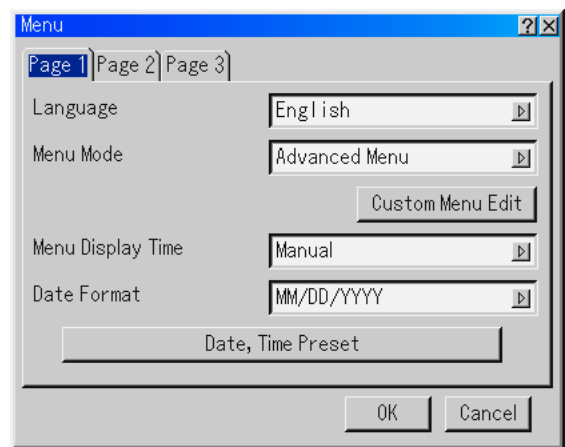 Menu ? X
Page 1 Page 2 Page 3
Language English
Menu Mode Advanced Menu
Custom Menu Edit
Menu Display Time Manual
Date Format MM/DD/YYYY
Date, Time Preset
OK Cancel